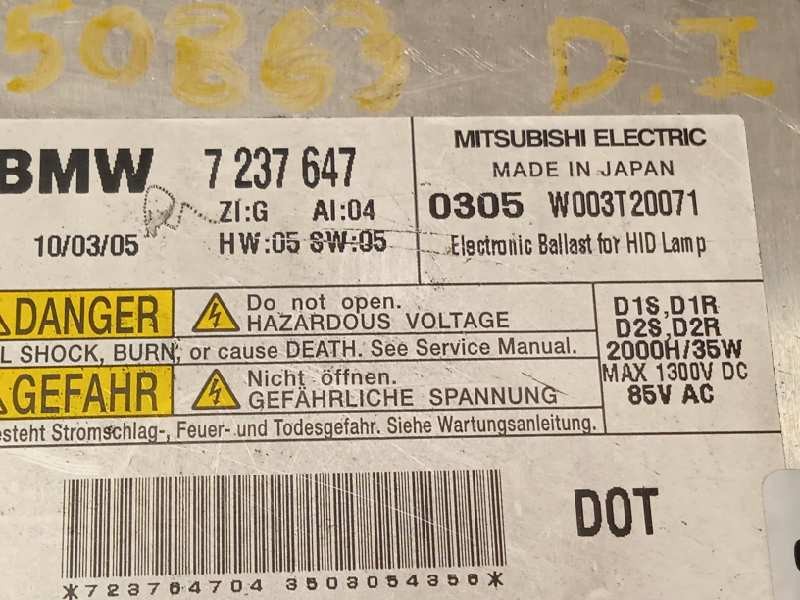 50863 D.I
BMW 7 237 647
ZI:G AI:04
10/03/05 HW:05 SW:05
MITSUBISHI ELECTRIC
MADE IN JAPAN
0305 W003T20071
Electronic Ballast for HID Lamp
DANGER Do not open.
HAZARDOUS VOLTAGE
L SHOCK, BURN, or cause DEATH. See Service Manual.
GEFAHR Nicht öffnen.
GEFÄHRLICHE SPANNUNG
esteht Stromschlag-, Feuer- und Todesgefahr. Siehe Wartungsanleitung.
D1S, D1R
D2S, D2R
2000H/35W
MAX 1300V DC
85V AC
DOT
*723764704 3503054356*